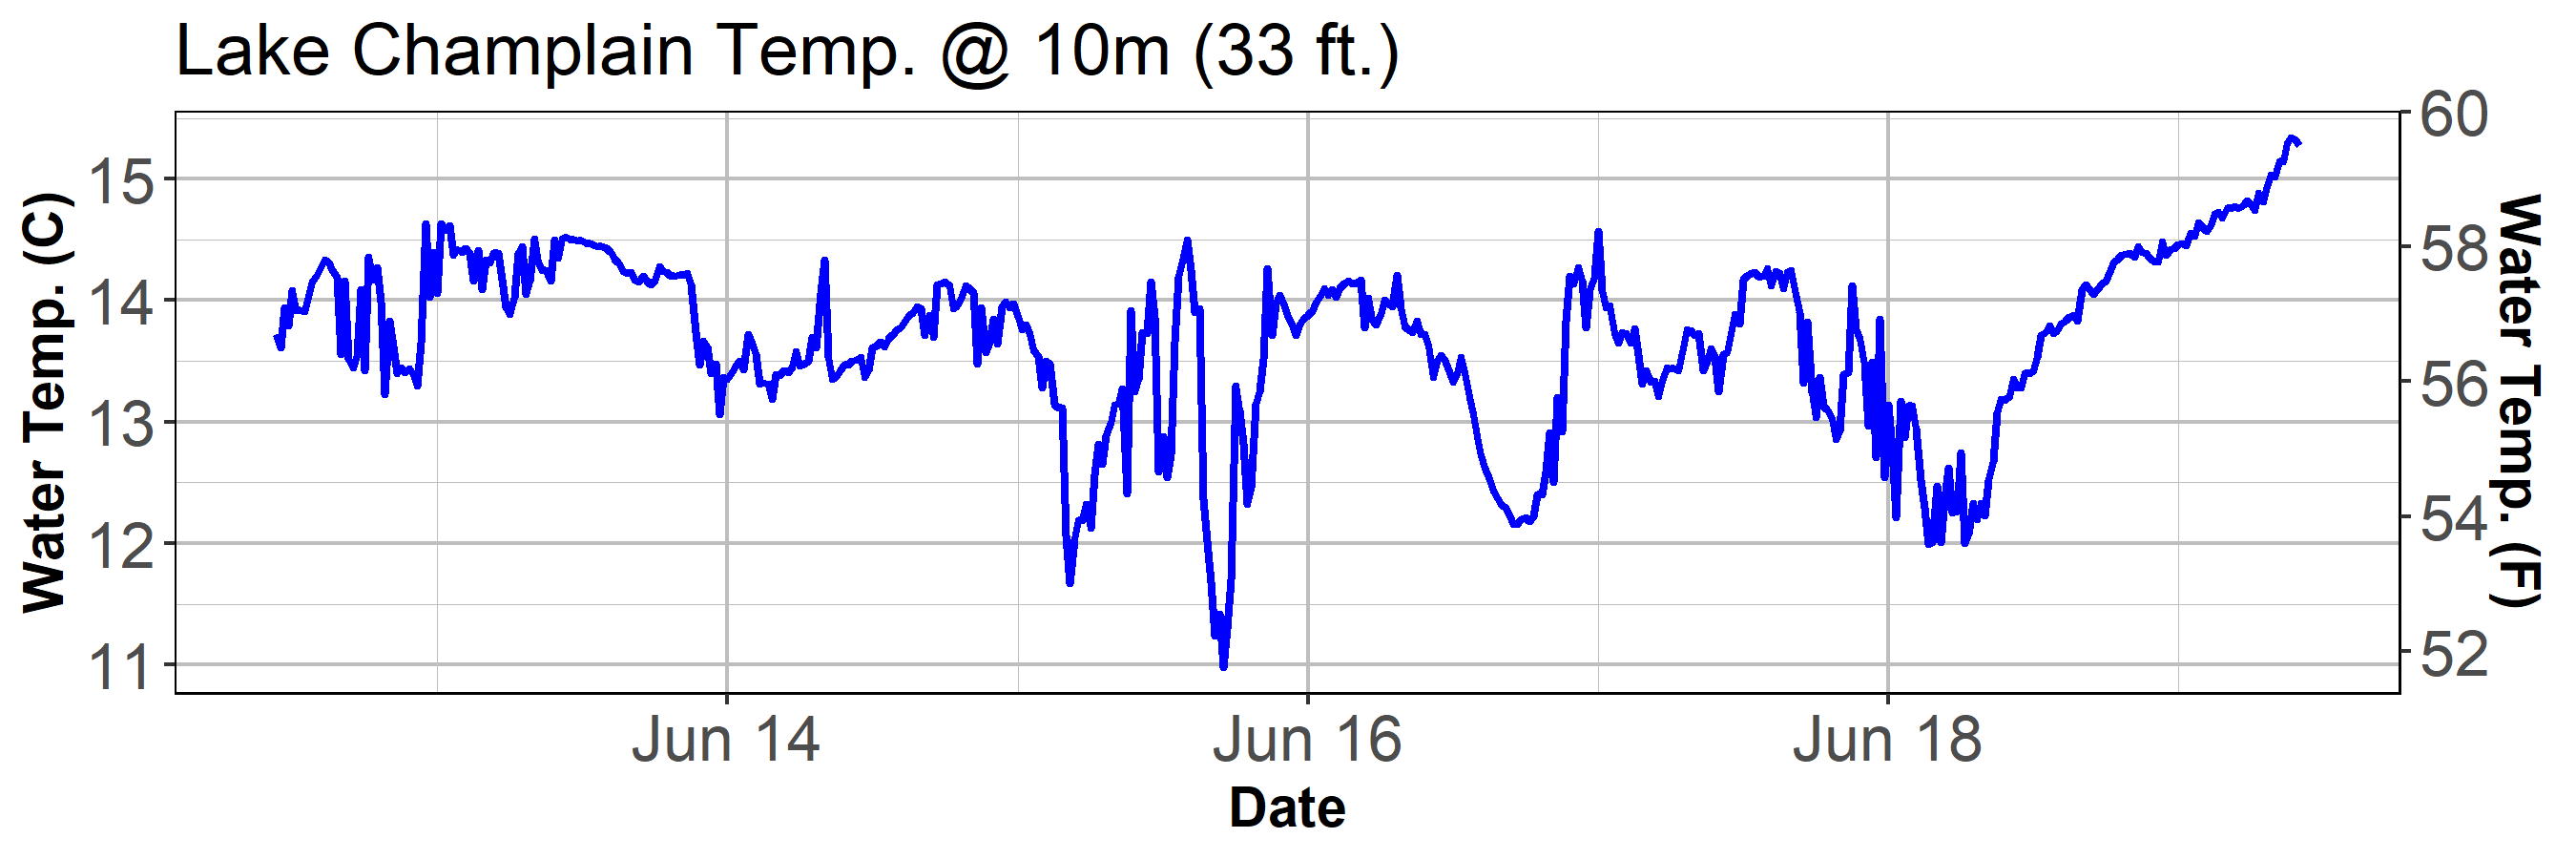 Lake Champlain Temp. @ 10m (33 ft.)
Water Temp. (C)
15
14
13
12
11
60
58
56
54
52
Water Temp. (F)
Jun 14
Jun 16
Jun 18
Date